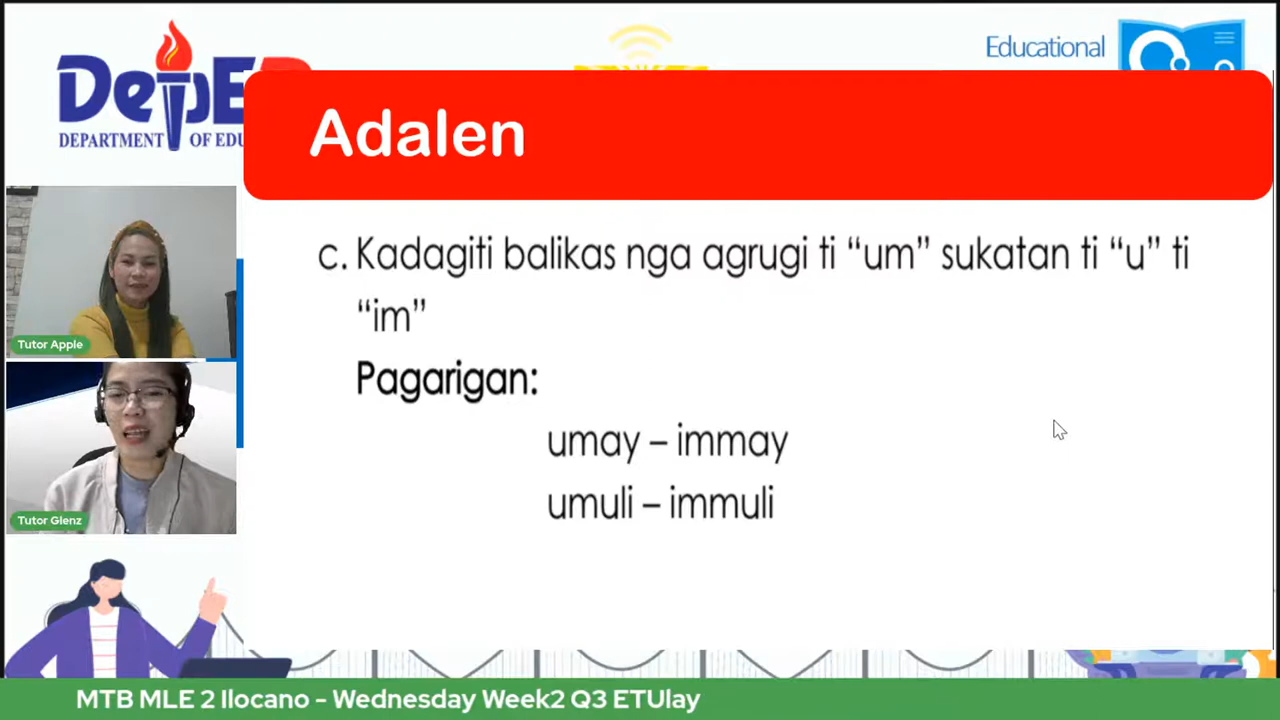 DepED
DEPARTMENT OF EDU
Educational
Adalen
c. Kadagiti balikas nga agrugi ti “um” sukatan ti “u” ti
“im”
Pagarigan:
umay – immay
umuli – immuli
Tutor Apple
Tutor Glenz
MTB MLE 2 Ilocano – Wednesday Week2 Q3 ETUlay